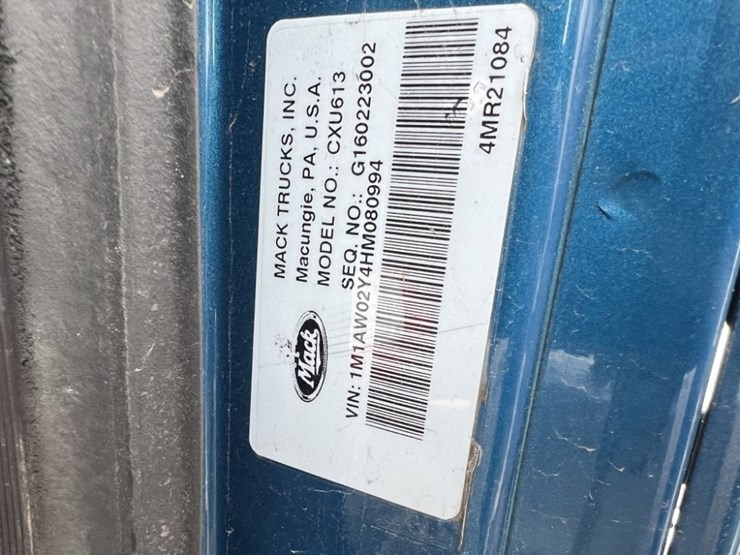 MACK TRUCKS, INC.
Macungie, PA, U.S.A.
MODEL NO.: CXU613
SEQ. NO.: G160223002
Mack
VIN: 1M1AW02Y4HM080994
4MR21084